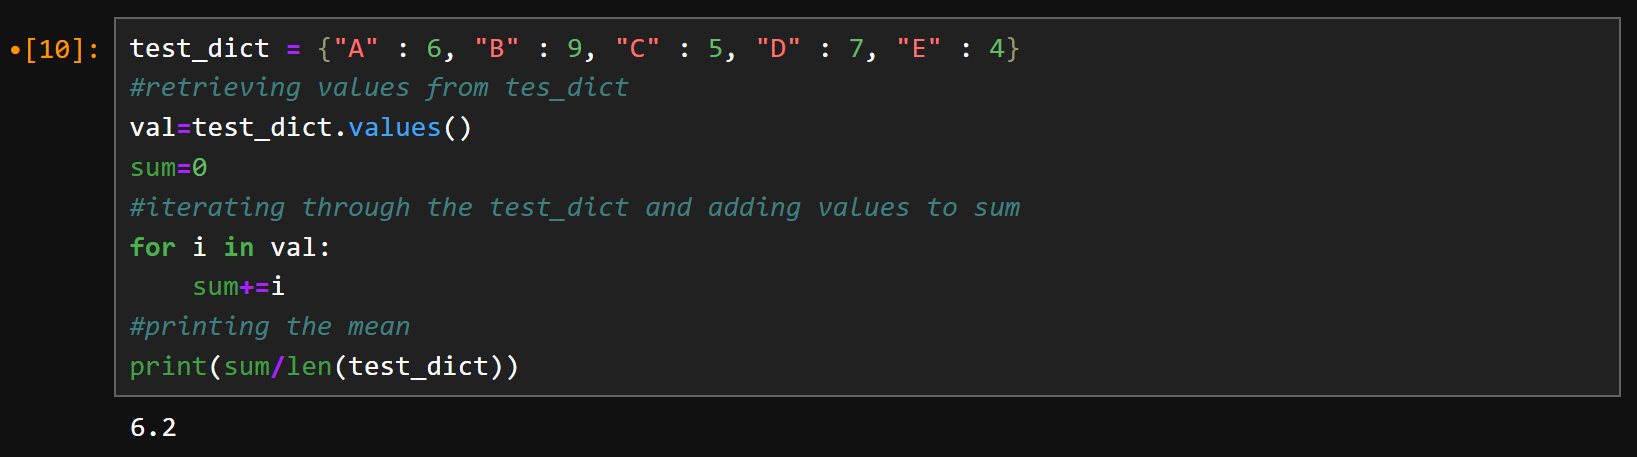 •[10]: test_dict = {"A" : 6, "B" : 9, "C" : 5, "D" : 7, "E" : 4}
#retrieving values from tes_dict
val=test_dict.values()
sum=0
#iterating through the test_dict and adding values to sum
for i in val:
    sum+=i
#printing the mean
print(sum/len(test_dict))
6.2